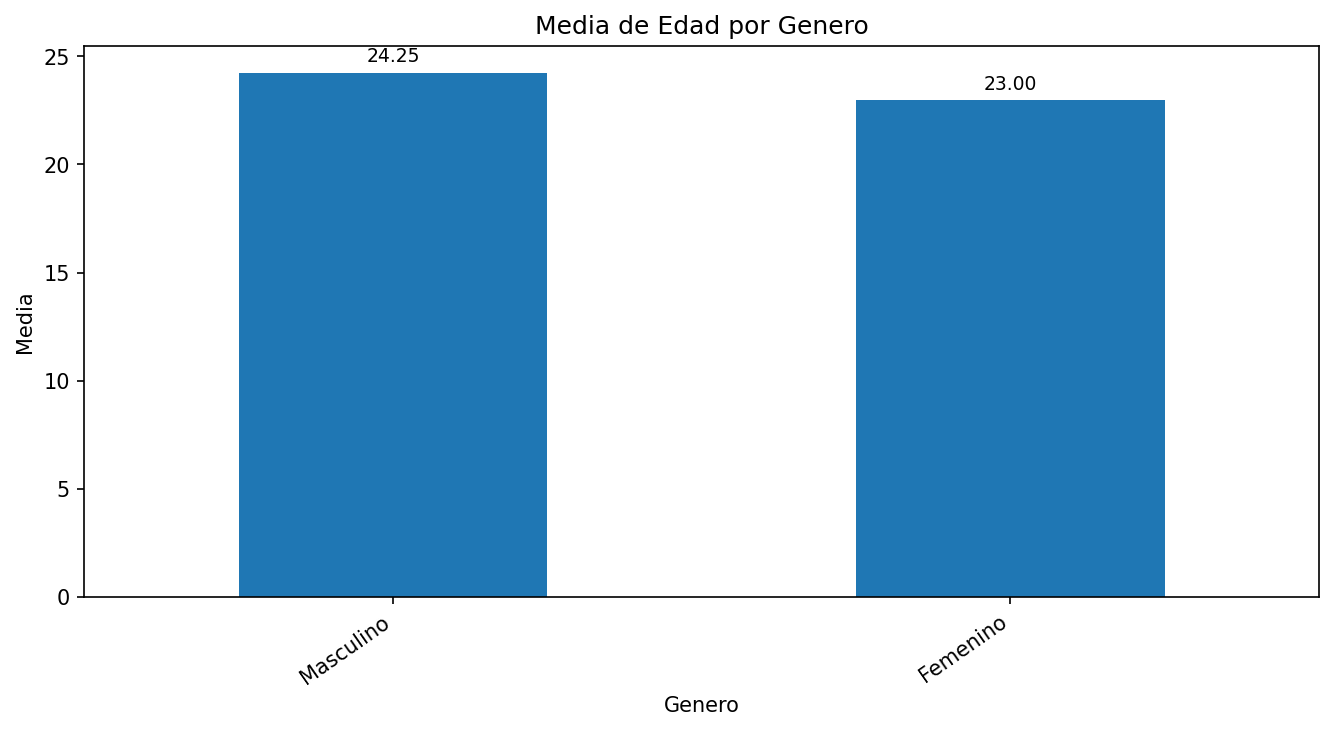 Media de Edad por Genero
24.25
23.00
25
20
15
10
5
0
Media
Masculino
Femenino
Genero